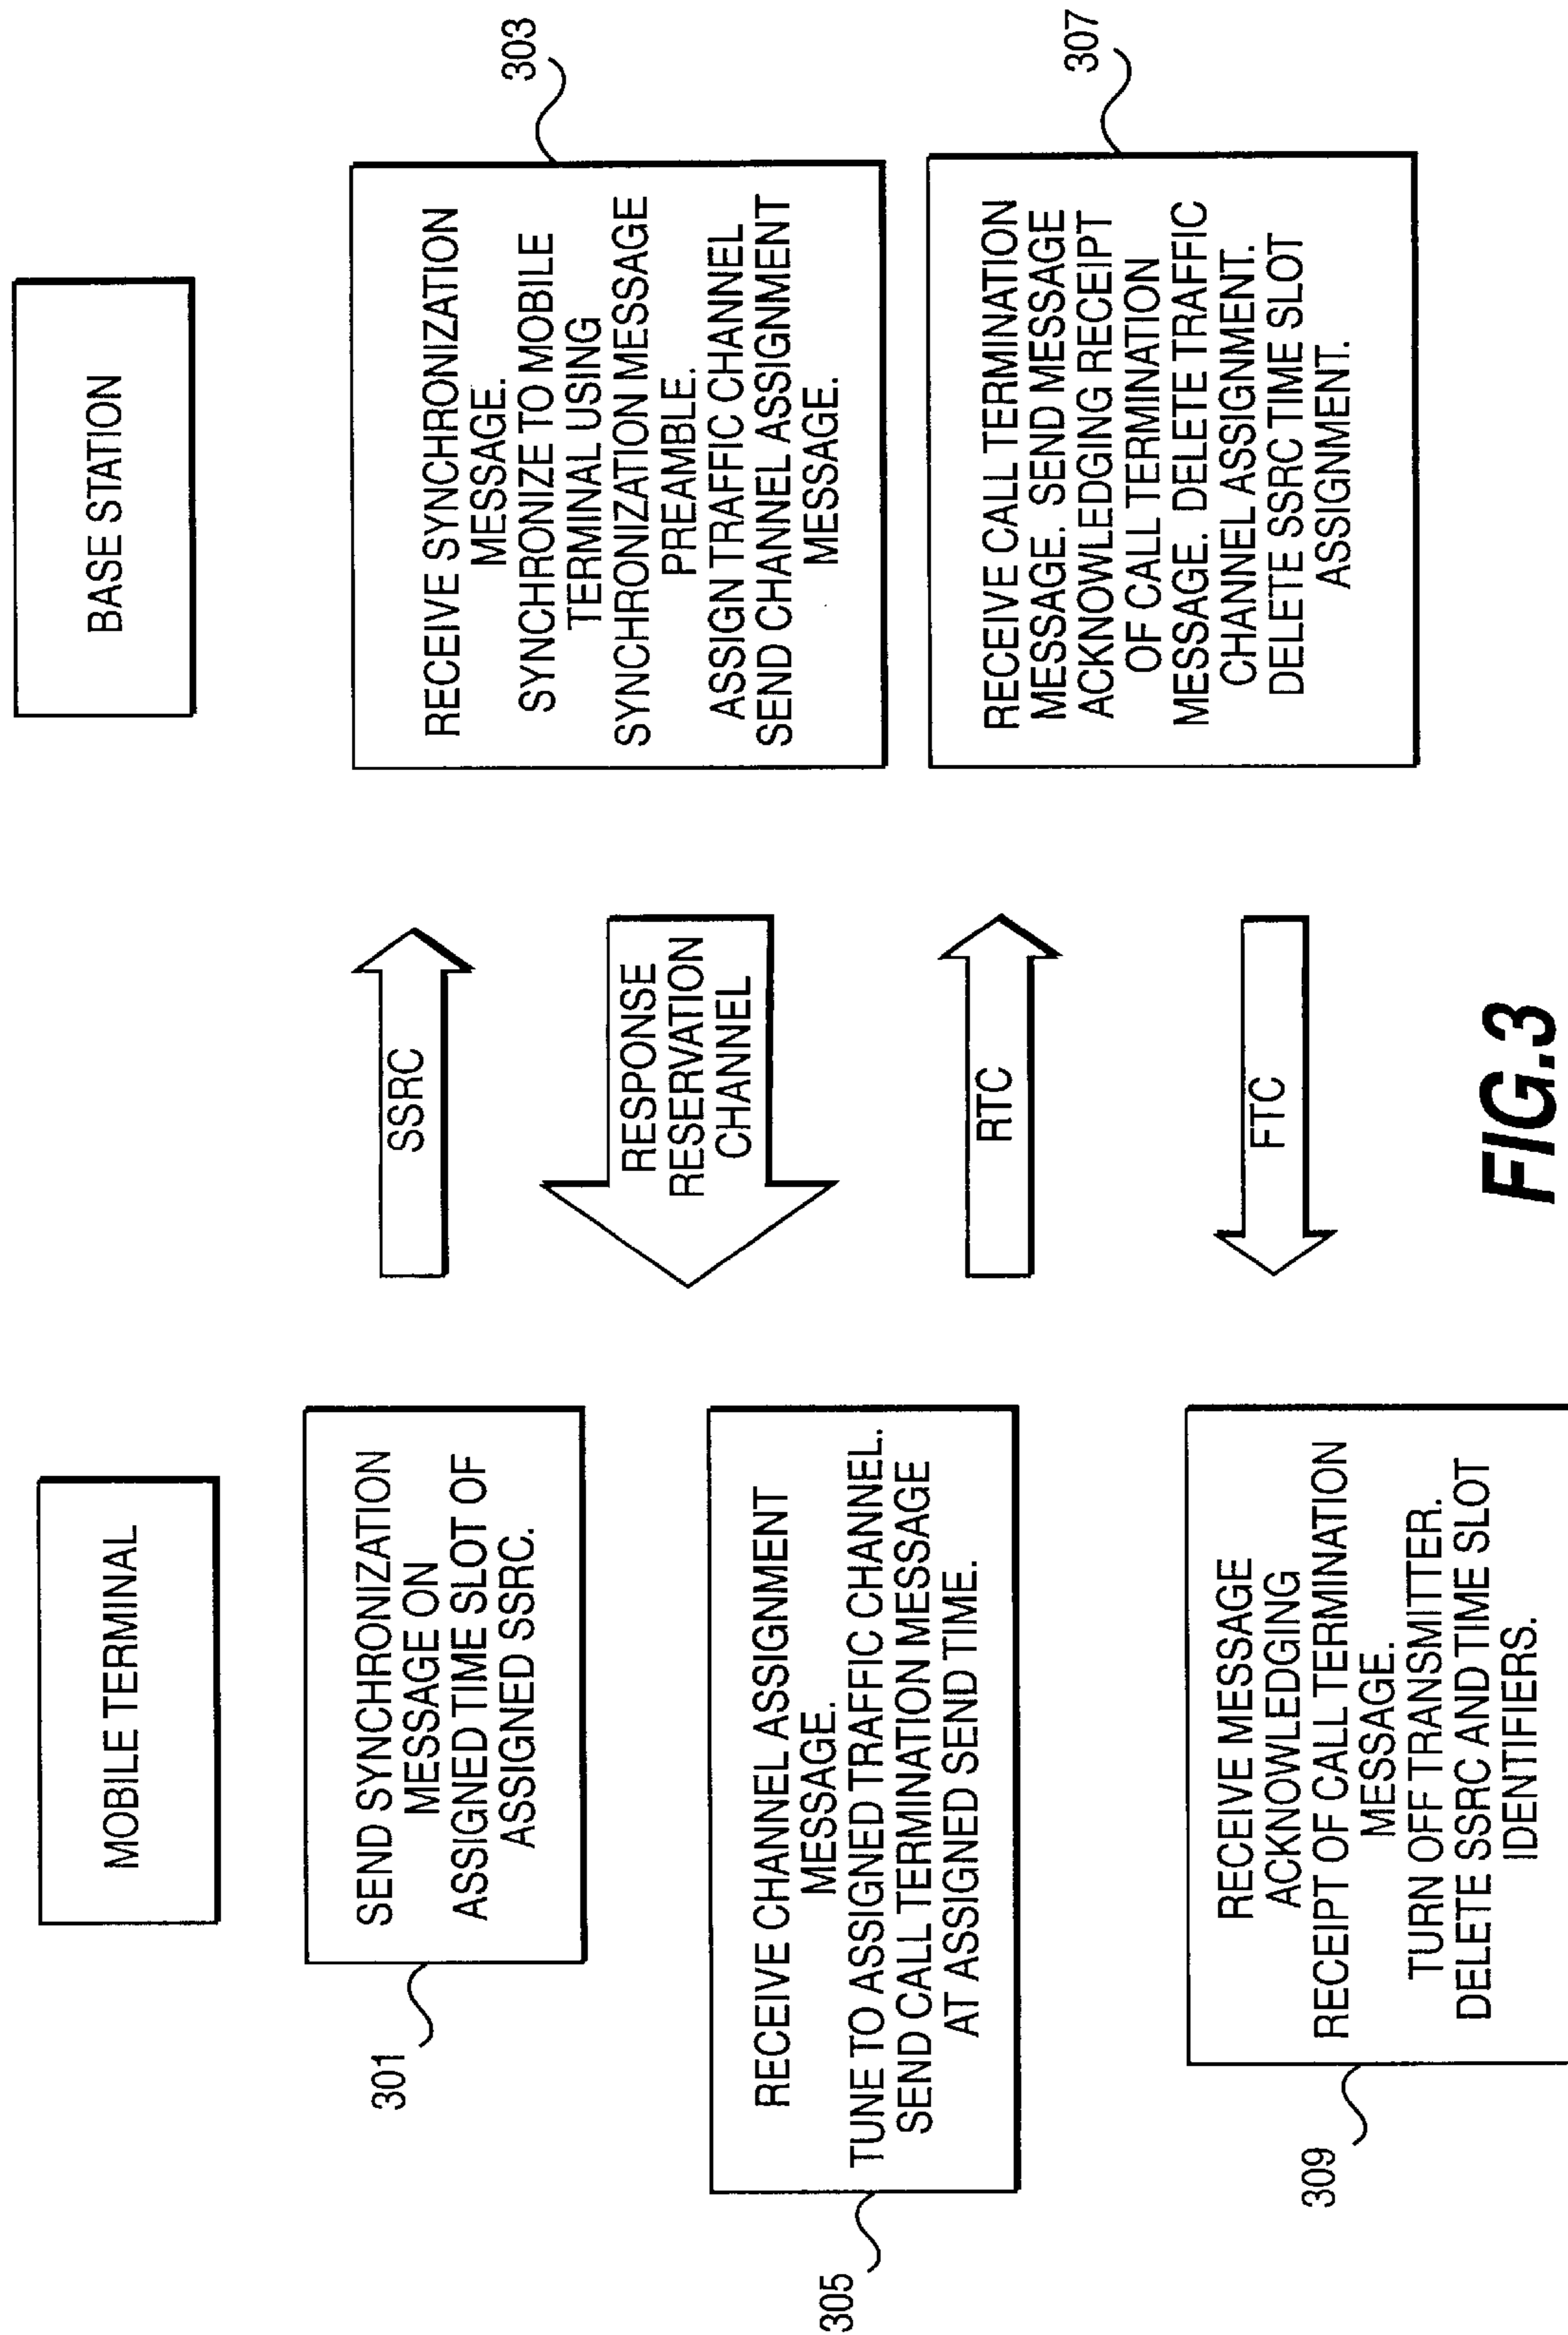 MOBILE TERMINAL
BASE STATION
301
SEND SYNCHRONIZATION
MESSAGE ON
ASSIGNED TIME SLOT OF
ASSIGNED SSRC.
SSRC
RECEIVE SYNCHRONIZATION
MESSAGE.
SYNCHRONIZE TO MOBILE
TERMINAL USING
SYNCHRONIZATION MESSAGE
PREAMBLE.
ASSIGN TRAFFIC CHANNEL
SEND CHANNEL ASSIGNMENT
MESSAGE.
303
RESPONSE
RESERVATION
CHANNEL
305
RECEIVE CHANNEL ASSIGNMENT
MESSAGE.
TUNE TO ASSIGNED TRAFFIC CHANNEL.
SEND CALL TERMINATION MESSAGE
AT ASSIGNED SEND TIME.
RTC
RECEIVE CALL TERMINATION
MESSAGE. SEND MESSAGE
ACKNOWLEDGING RECEIPT
OF CALL TERMINATION
MESSAGE. DELETE TRAFFIC
CHANNEL ASSIGNMENT.
DELETE SSRC TIME SLOT
ASSIGNMENT.
307
FTC
309
RECEIVE MESSAGE
ACKNOWLEDGING
RECEIPT OF CALL TERMINATION
MESSAGE.
TURN OFF TRANSMITTER.
DELETE SSRC AND TIME SLOT
IDENTIFIERS.
FIG.3